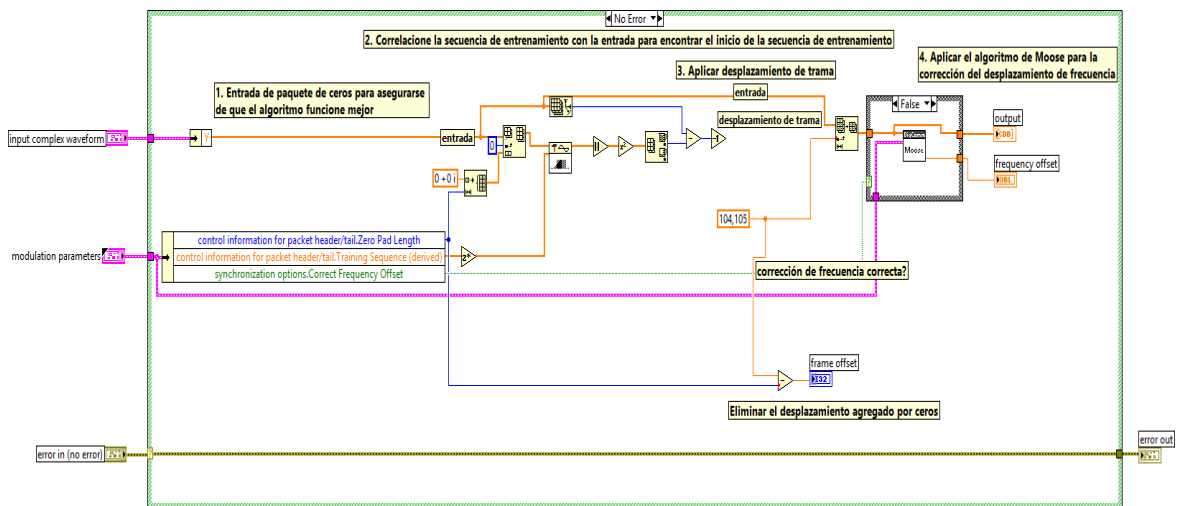 No Error
2. Correlacione la secuencia de entrenamiento con la entrada para encontrar el inicio de la secuencia de entrenamiento
4. Aplicar el algoritmo de Moose para la
corrección del desplazamiento de frecuencia
3. Aplicar desplazamiento de trama
1. Entrada de paquete de ceros para asegurarse
de que el algoritmo funcione mejor
entrada
False
output
CDB
desplazamiento de trama
input complex waveform
Y
entrada
0
DigComm
Moose
frequency offset
DBL
0 +0 i
104,105
modulation parameters
control information for packet header/tail.Zero Pad Length
control information for packet header/tail.Training Sequence (derived)
synchronization options.Correct Frequency Offset
z*
corrección de frecuencia correcta?
frame offset
I32
Eliminar el desplazamiento agregado por ceros
error in (no error)
error out